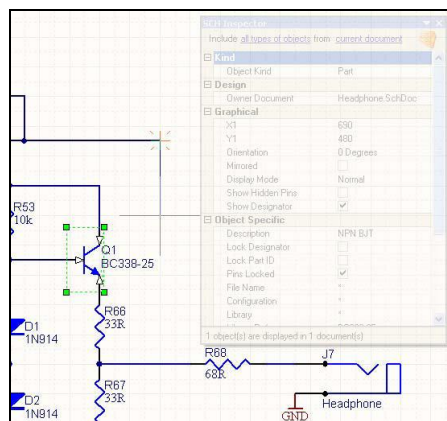 SCH Inspector
Include all types of objects from current document
Kind
Object Kind Part
Design
Owner Document Headphone.SchDoc
Graphical
X1 690
Y1 480
Orientation 0 Degrees
Mirrored
Display Mode Normal
Show Hidden Pins
Show Designator
Object Specific
Description NPN BJT
Lock Designator
Lock Part ID
Pins Locked
File Name *
Configuration *
Library *
1 object(s) are displayed in 1 document(s)
R53
10k
Q1
BC338-25
R66
33R
D1
1N914
R68
68R
J7
R67
33R
D2
1N914
Headphone
GND